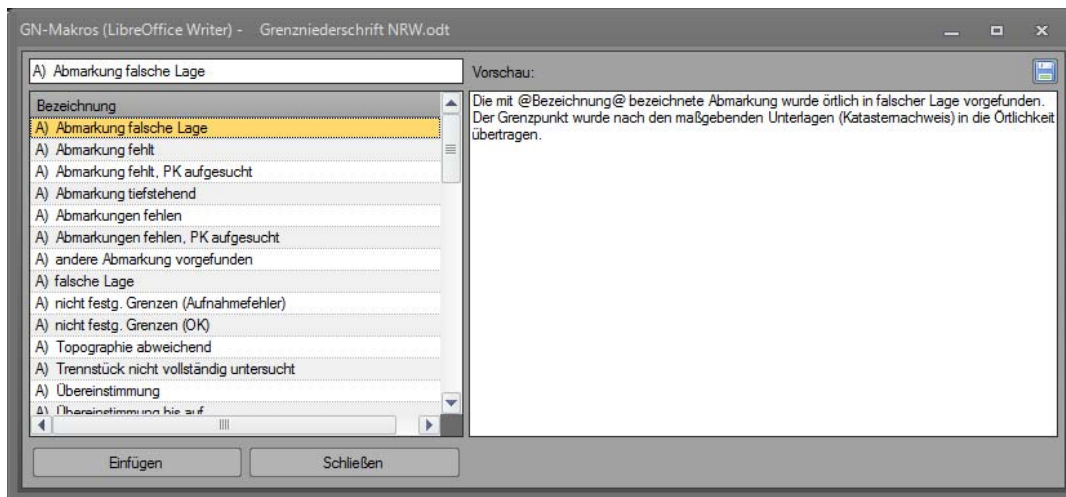 GN-Makros (LibreOffice Writer) - Grenzniederschrift NRW.odt
A) Abmarkung falsche Lage
Vorschau:
Bezeichnung
A) Abmarkung falsche Lage
A) Abmarkung fehlt
A) Abmarkung fehlt, PK aufgesucht
A) Abmarkung tiefstehend
A) Abmarkungen fehlen
A) Abmarkungen fehlen, PK aufgesucht
A) andere Abmarkung vorgefunden
A) falsche Lage
A) nicht festg. Grenzen (Aufnahmefehler)
A) nicht festg. Grenzen (OK)
A) Topographie abweichend
A) Trennstück nicht vollständig untersucht
A) Übereinstimmung
A) Übereinstimmung bis auf
Die mit @Bezeichnung@ bezeichnete Abmarkung wurde örtlich in falscher Lage vorgefunden.
Der Grenzpunkt wurde nach den maßgebenden Unterlagen (Katasternachweis) in die Örtlichkeit
übertragen.
Einfügen
Schließen